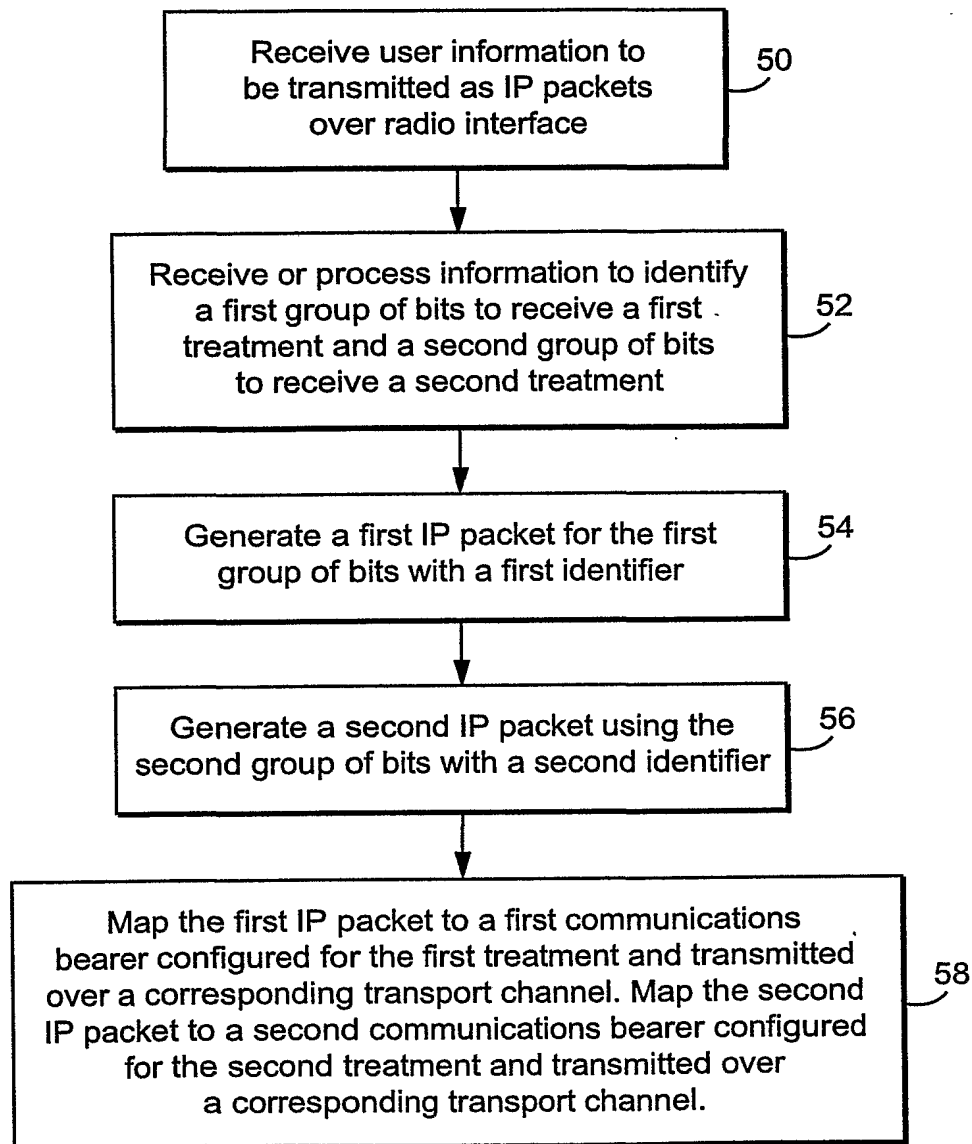 Receive user information to
be transmitted as IP packets
over radio interface
50
Receive or process information to identify
a first group of bits to receive a first
treatment and a second group of bits
to receive a second treatment
52
Generate a first IP packet for the first
group of bits with a first identifier
54
Generate a second IP packet using the
second group of bits with a second identifier
56
Map the first IP packet to a first communications
bearer configured for the first treatment and transmitted
over a corresponding transport channel. Map the second
IP packet to a second communications bearer configured
for the second treatment and transmitted over
a corresponding transport channel.
58